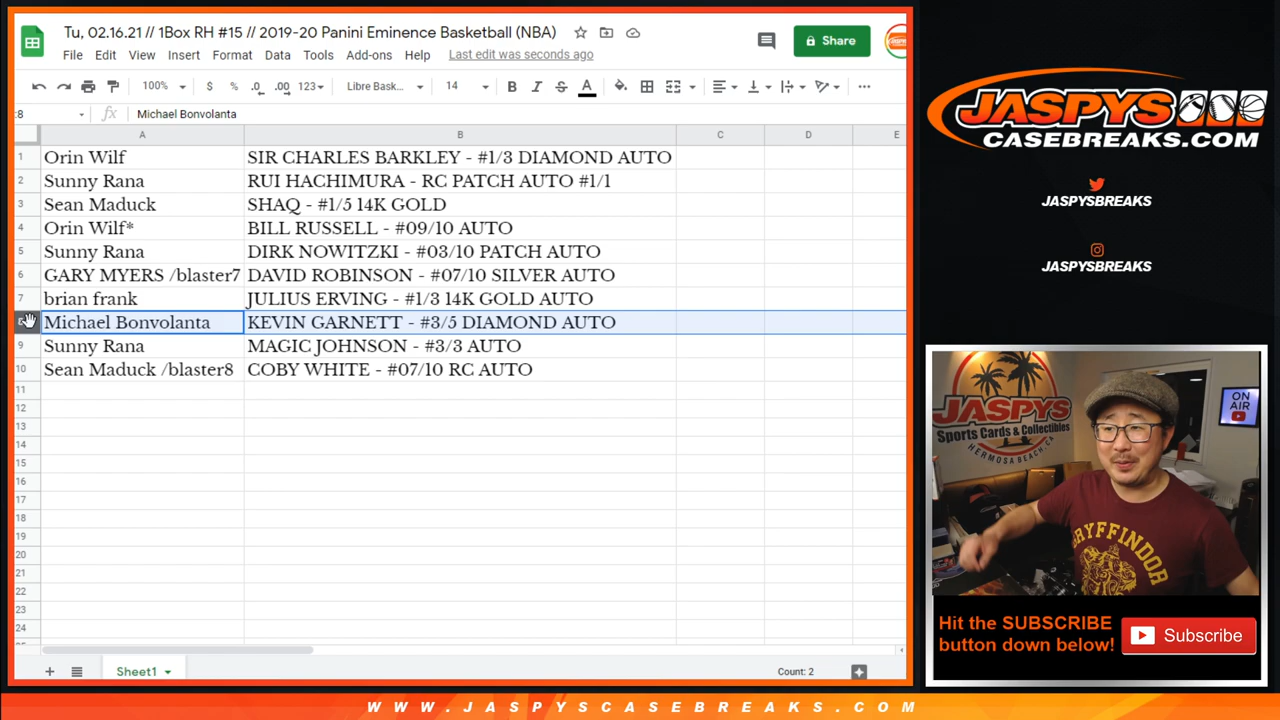 Tu, 02.16.21 // 1Box RH #15 // 2019-20 Panini Eminence Basketball (NBA)
File Edit View Insert Format Data Tools Add-ons Help Last edit was seconds ago
Share
100% $ % .0 .00 123 Libre Bask... 14 B I S A
:8 fx Michael Bonvolanta
A B C D E
1 Orin Wilf SIR CHARLES BARKLEY - #1/3 DIAMOND AUTO
2 Sunny Rana RUI HACHIMURA - RC PATCH AUTO #1/1
3 Sean Maduck SHAQ - #1/5 14K GOLD
4 Orin Wilf* BILL RUSSELL - #09/10 AUTO
5 Sunny Rana DIRK NOWITZKI - #03/10 PATCH AUTO
6 GARY MYERS /blaster7 DAVID ROBINSON - #07/10 SILVER AUTO
7 brian frank JULIUS ERVING - #1/3 14K GOLD AUTO
Michael Bonvolanta KEVIN GARNETT - #3/5 DIAMOND AUTO
9 Sunny Rana MAGIC JOHNSON - #3/3 AUTO
10 Sean Maduck /blaster8 COBY WHITE - #07/10 RC AUTO
11
12
13
14
15
16
17
18
19
20
21
22
23
24
Sheet1
Count: 2
JASPYS
CASEBREAKS.COM
JASPYSBREAKS
JASPYSBREAKS
JASPYS
Sports Cards & Collectibles
HERMOSA BEACH, CA
ON AIR
GRYFFINDOR
Hit the SUBSCRIBE
button down below!
Subscribe
WWW.JASPYSCASEBREAKS.COM